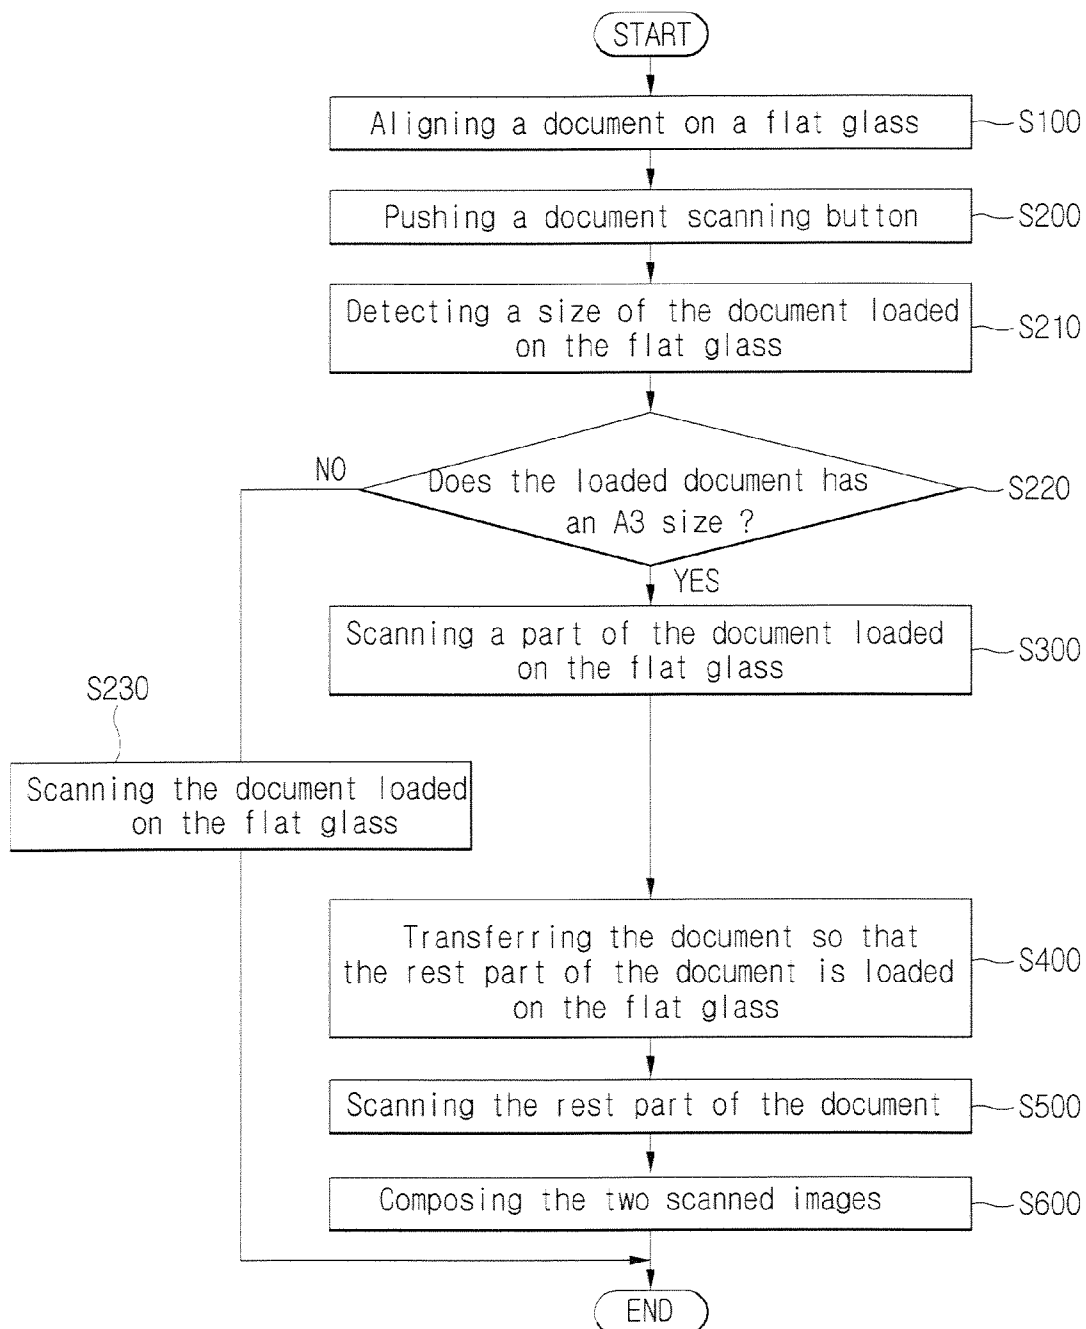 START
Aligning a document on a flat glass
S100
Pushing a document scanning button
S200
Detecting a size of the document loaded
on the flat glass
S210
NO
Does the loaded document has
an A3 size ?
S220
YES
Scanning a part of the document loaded
on the flat glass
S300
S230
Scanning the document loaded
on the flat glass
Transferring the document so that
the rest part of the document is loaded
on the flat glass
S400
Scanning the rest part of the document
S500
Composing the two scanned images
S600
END